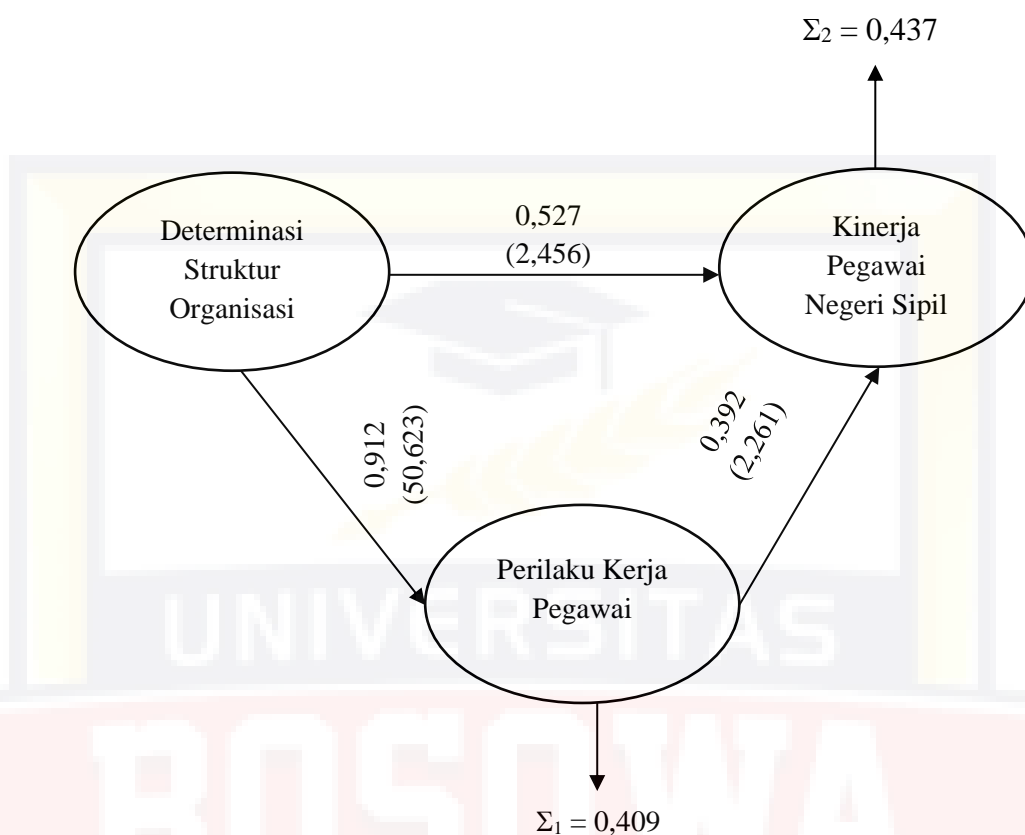 Σ₂ = 0,437
Determinasi
Struktur
Organisasi
0,527
(2,456)
Kinerja
Pegawai
Negeri Sipil
0,912
(50,623)
0,392
(2,261)
Perilaku Kerja
Pegawai
UNIVERSITAS
BOSOWA
Σ₁ = 0,409